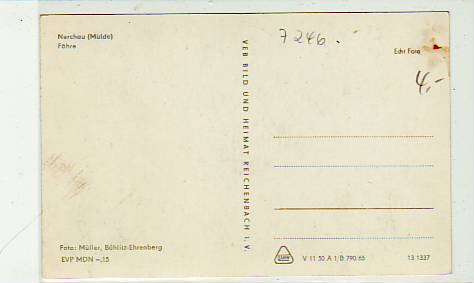 Nerchau (Mulde)
Fähre
7246.
Echt Foto
4,-
VEB BILD UND HEIMAT REICHENBACH I. V.
Foto: Müller, Böhlitz-Ehrenberg
EVP MDN –.15
V 11 50 A 1/B 790/65
13 1337